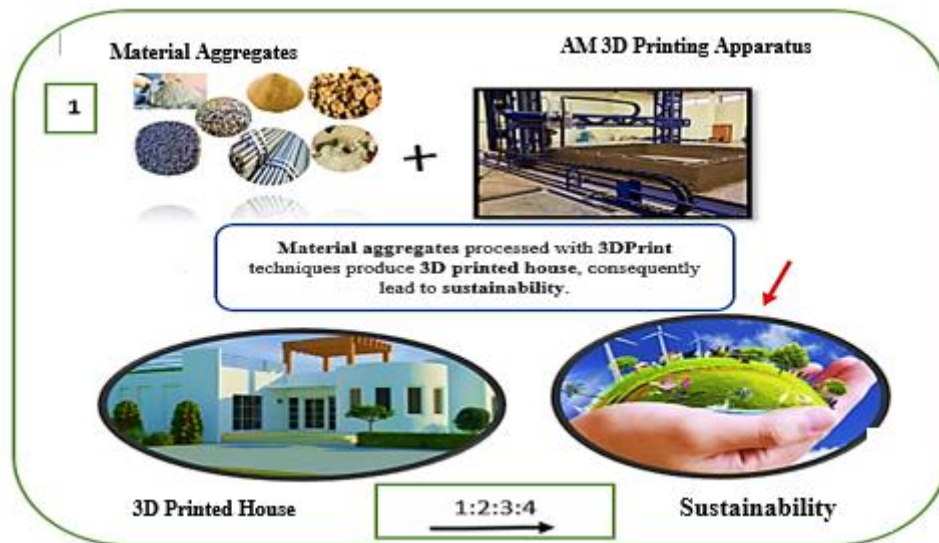 Material Aggregates
AM 3D Printing Apparatus
1
+
Material aggregates processed with 3DPrint
techniques produce 3D printed house, consequently
lead to sustainability.
3D Printed House
1:2:3:4
Sustainability